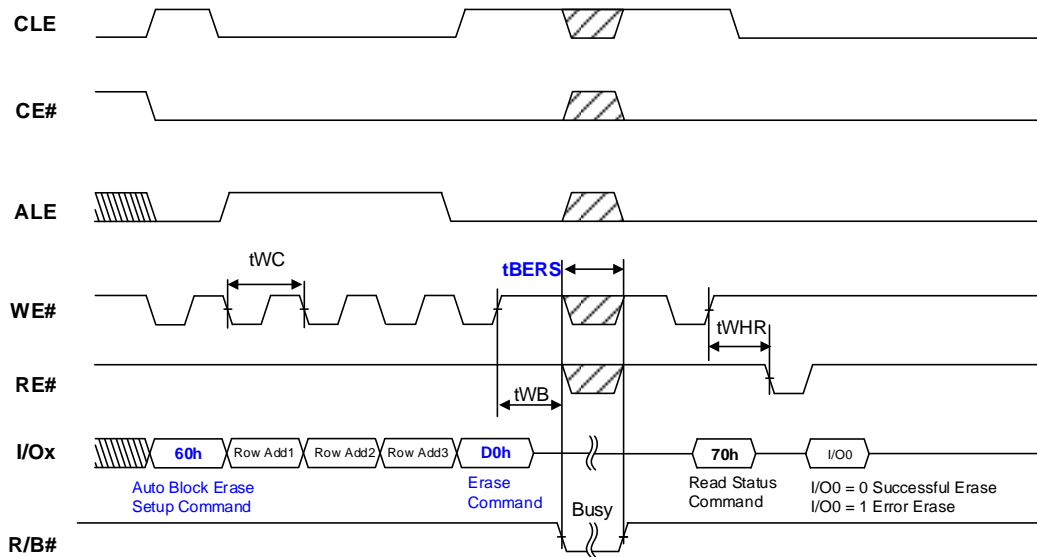 CLE
CE#
ALE
tWC
tBERS
WE#
tWHR
RE#
tWB
I/Ox
60h
Row Add1
Row Add2
Row Add3
D0h
70h
I/O0
Auto Block Erase
Setup Command
Erase
Command
Read Status
Command
I/O0 = 0 Successful Erase
I/O0 = 1 Error Erase
Busy
R/B#